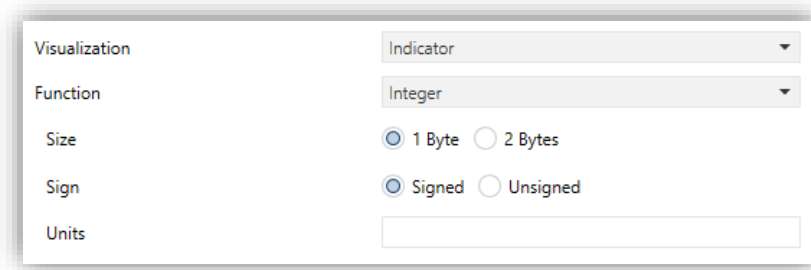 Visualization Indicator
Function Integer
Size 1 Byte 2 Bytes
Sign Signed Unsigned
Units